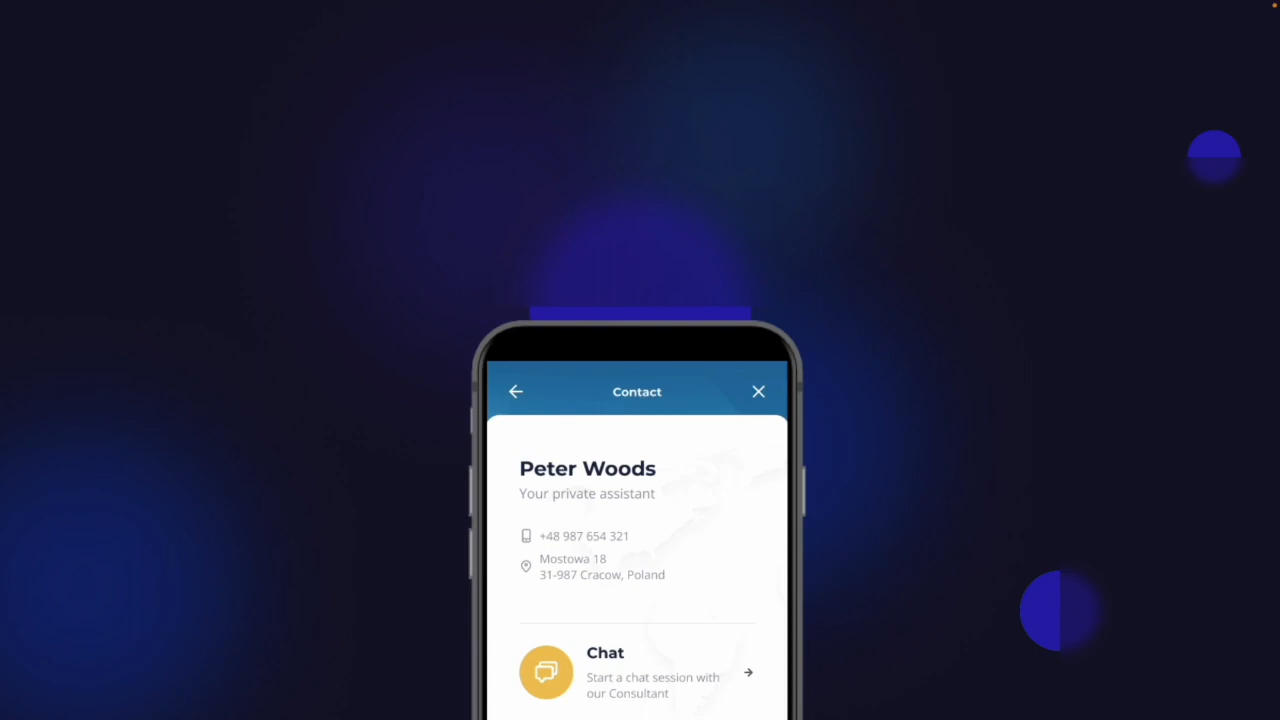 Contact
Peter Woods
Your private assistant
+48 987 654 321
Mostowa 18
31-987 Cracow, Poland
Chat
Start a chat session with
our Consultant